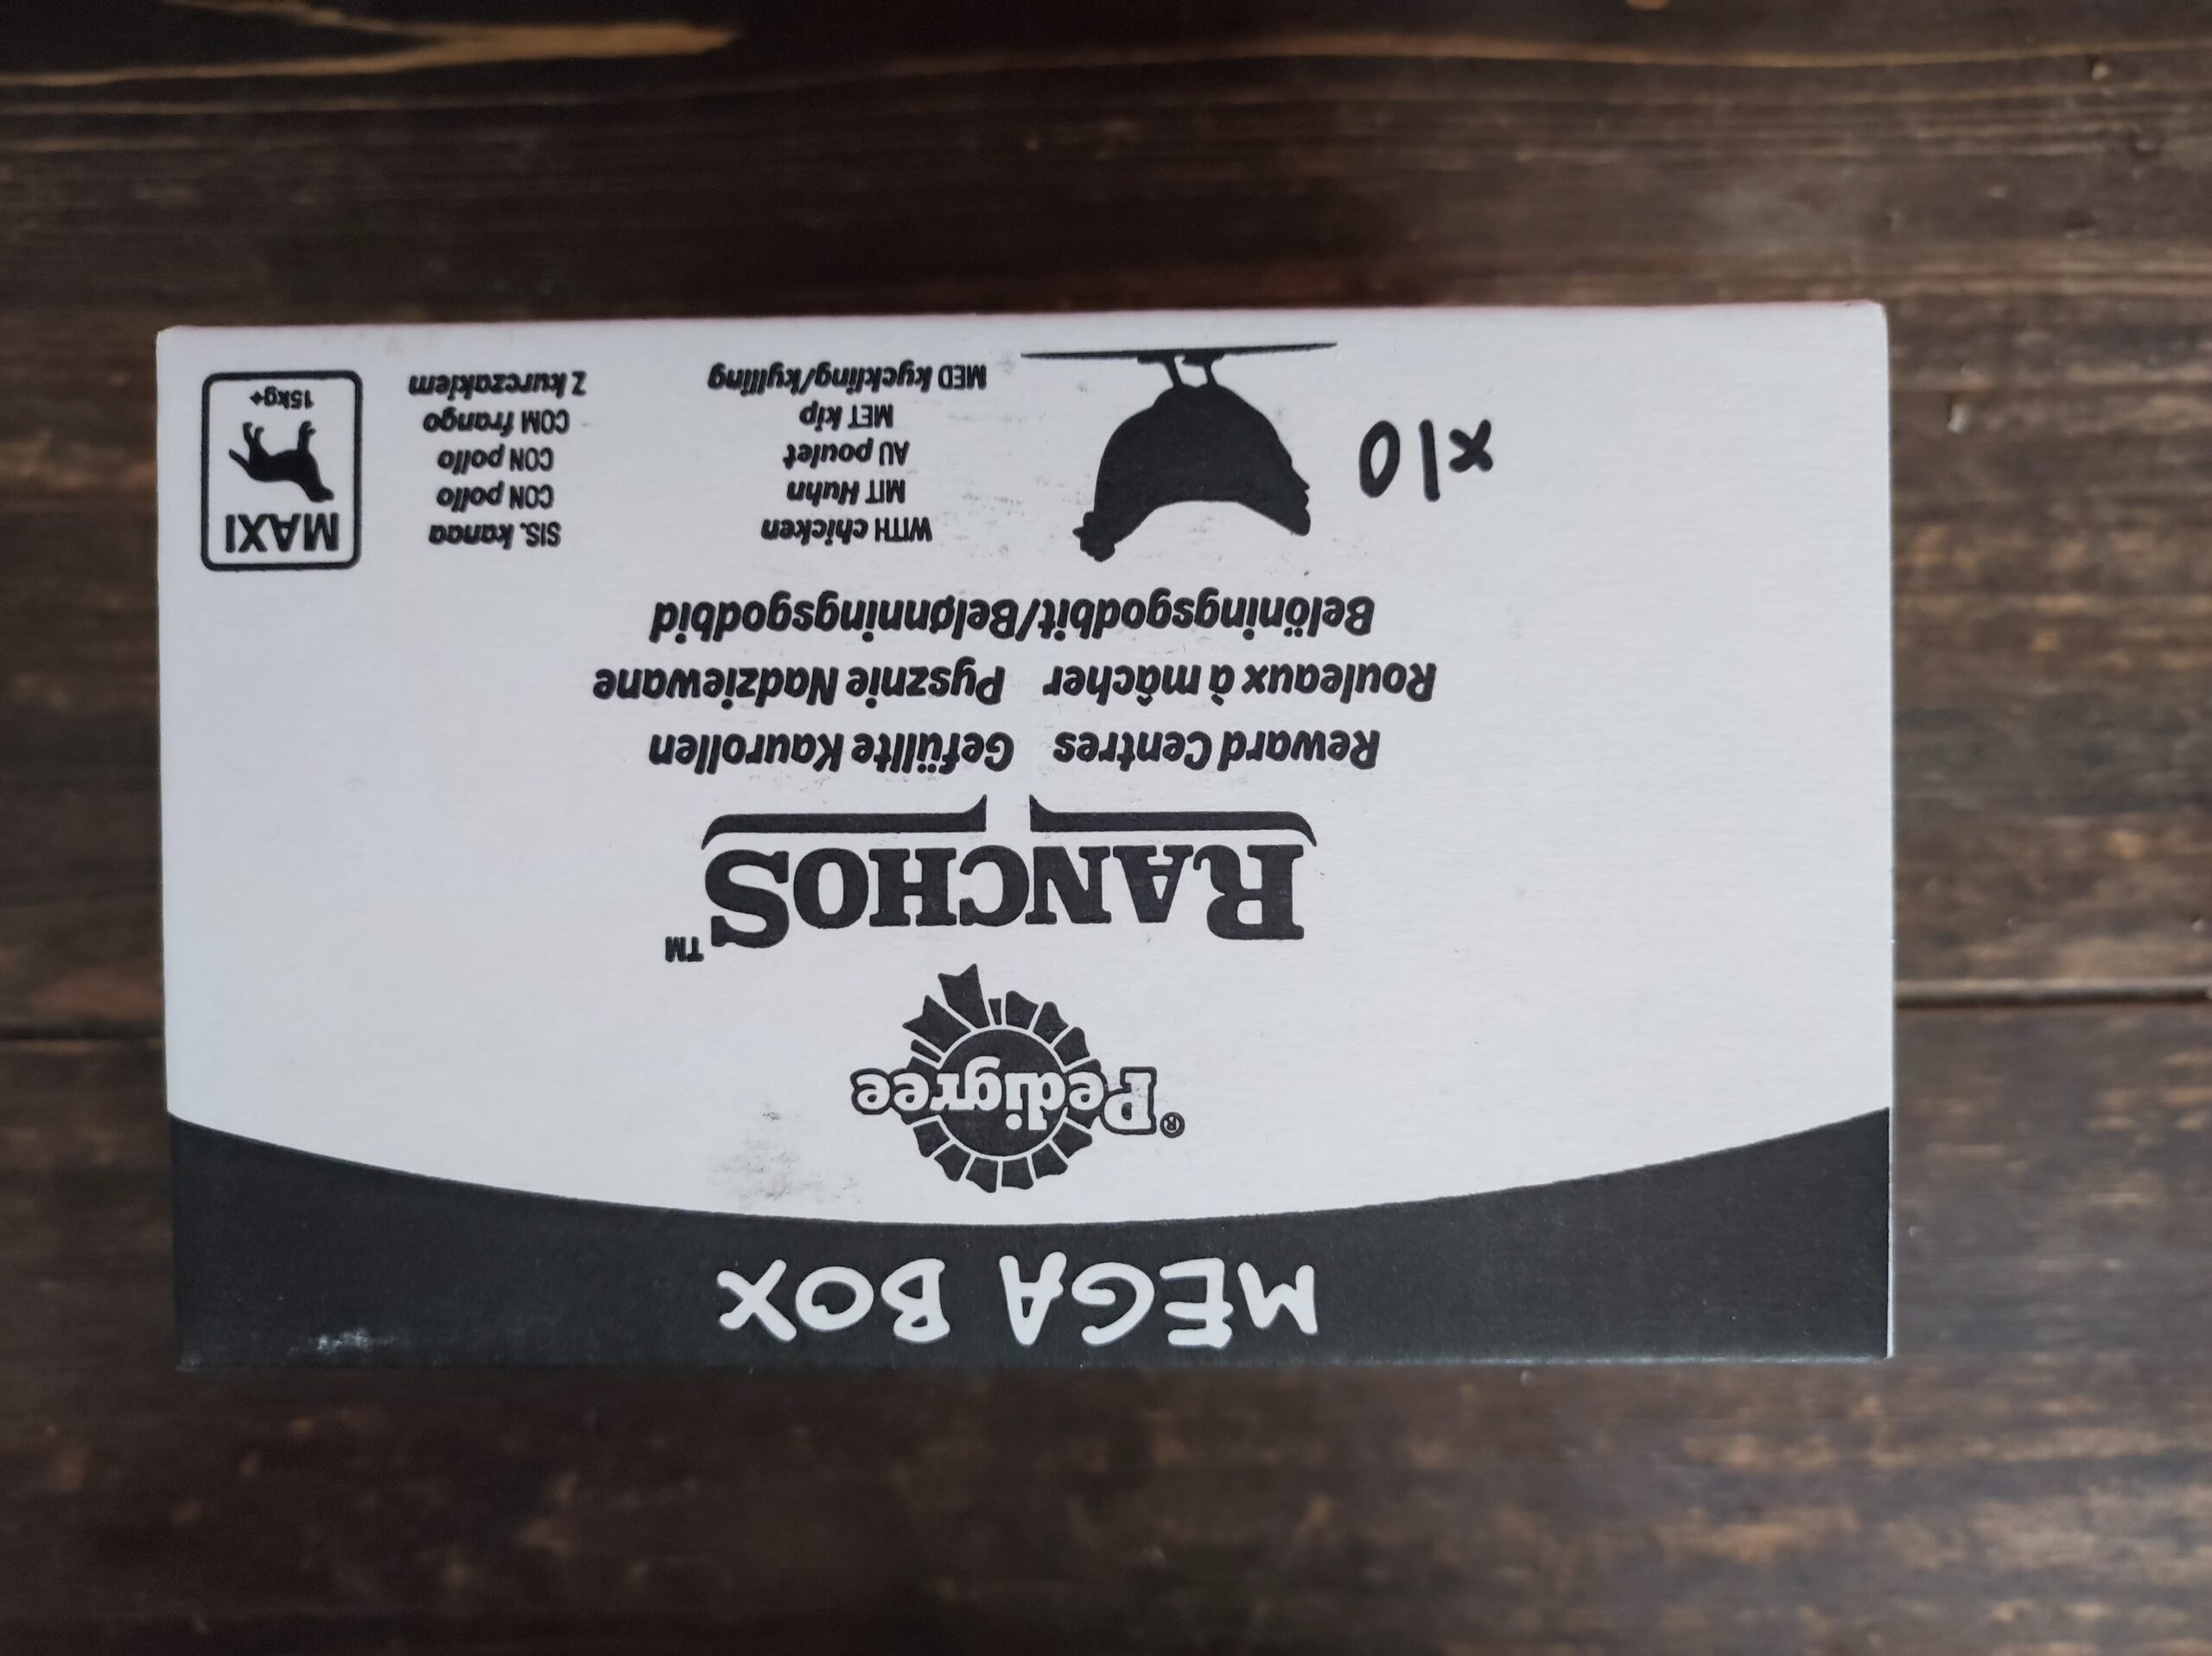 MEGA BOX
Pedigree®
RANCHOS™
Reward Centres Gefüllte Kaurollen
Rouleaux à mâcher Pysznie Nadziewane
Belöningsgodbit/Belønningsgodbid
x10
WITH chicken
MIT Huhn
AU poulet
MET kip
MED kyckling/kylling
SIS. kanaa
CON pollo
CON pollo
COM frango
Z kurczakiem
MAXI
15kg+